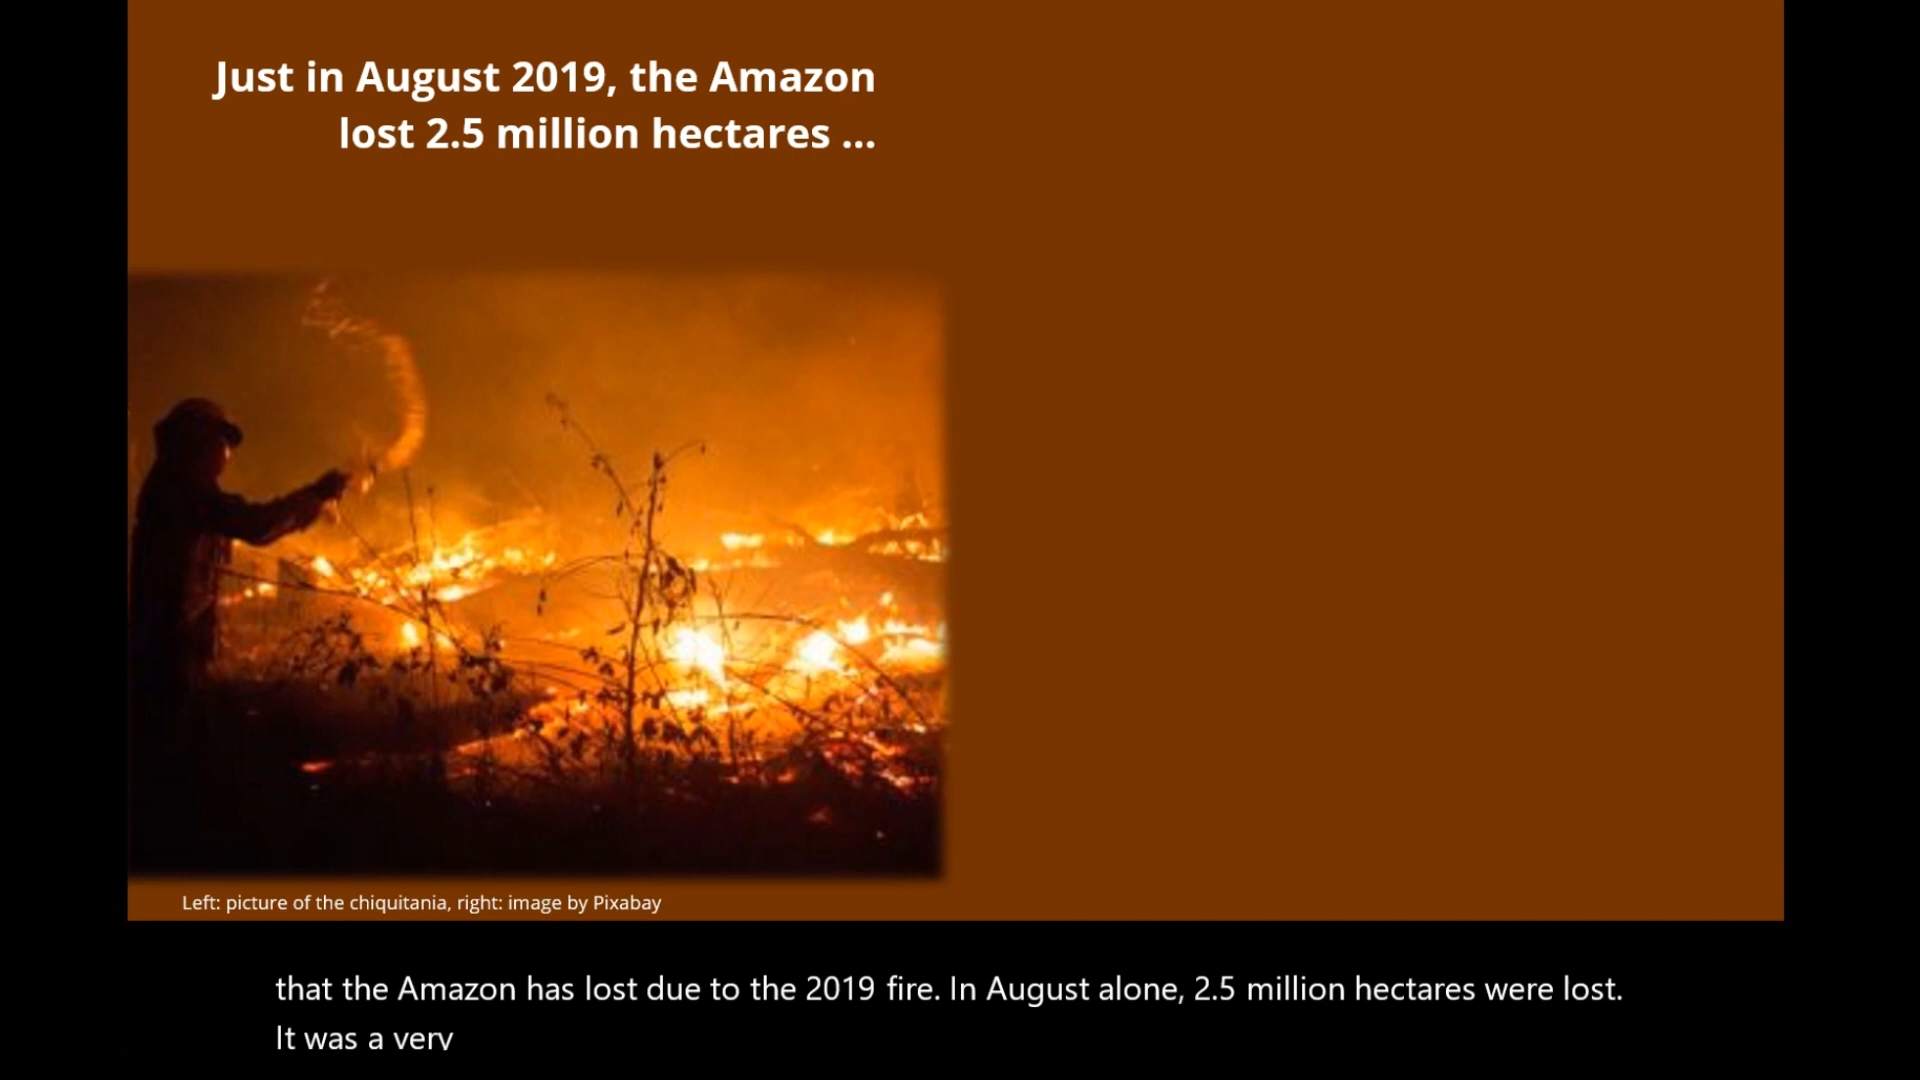 Just in August 2019, the Amazon
lost 2.5 million hectares ...
Left: picture of the chiquitania, right: image by Pixabay
that the Amazon has lost due to the 2019 fire. In August alone, 2.5 million hectares were lost.
It was a very